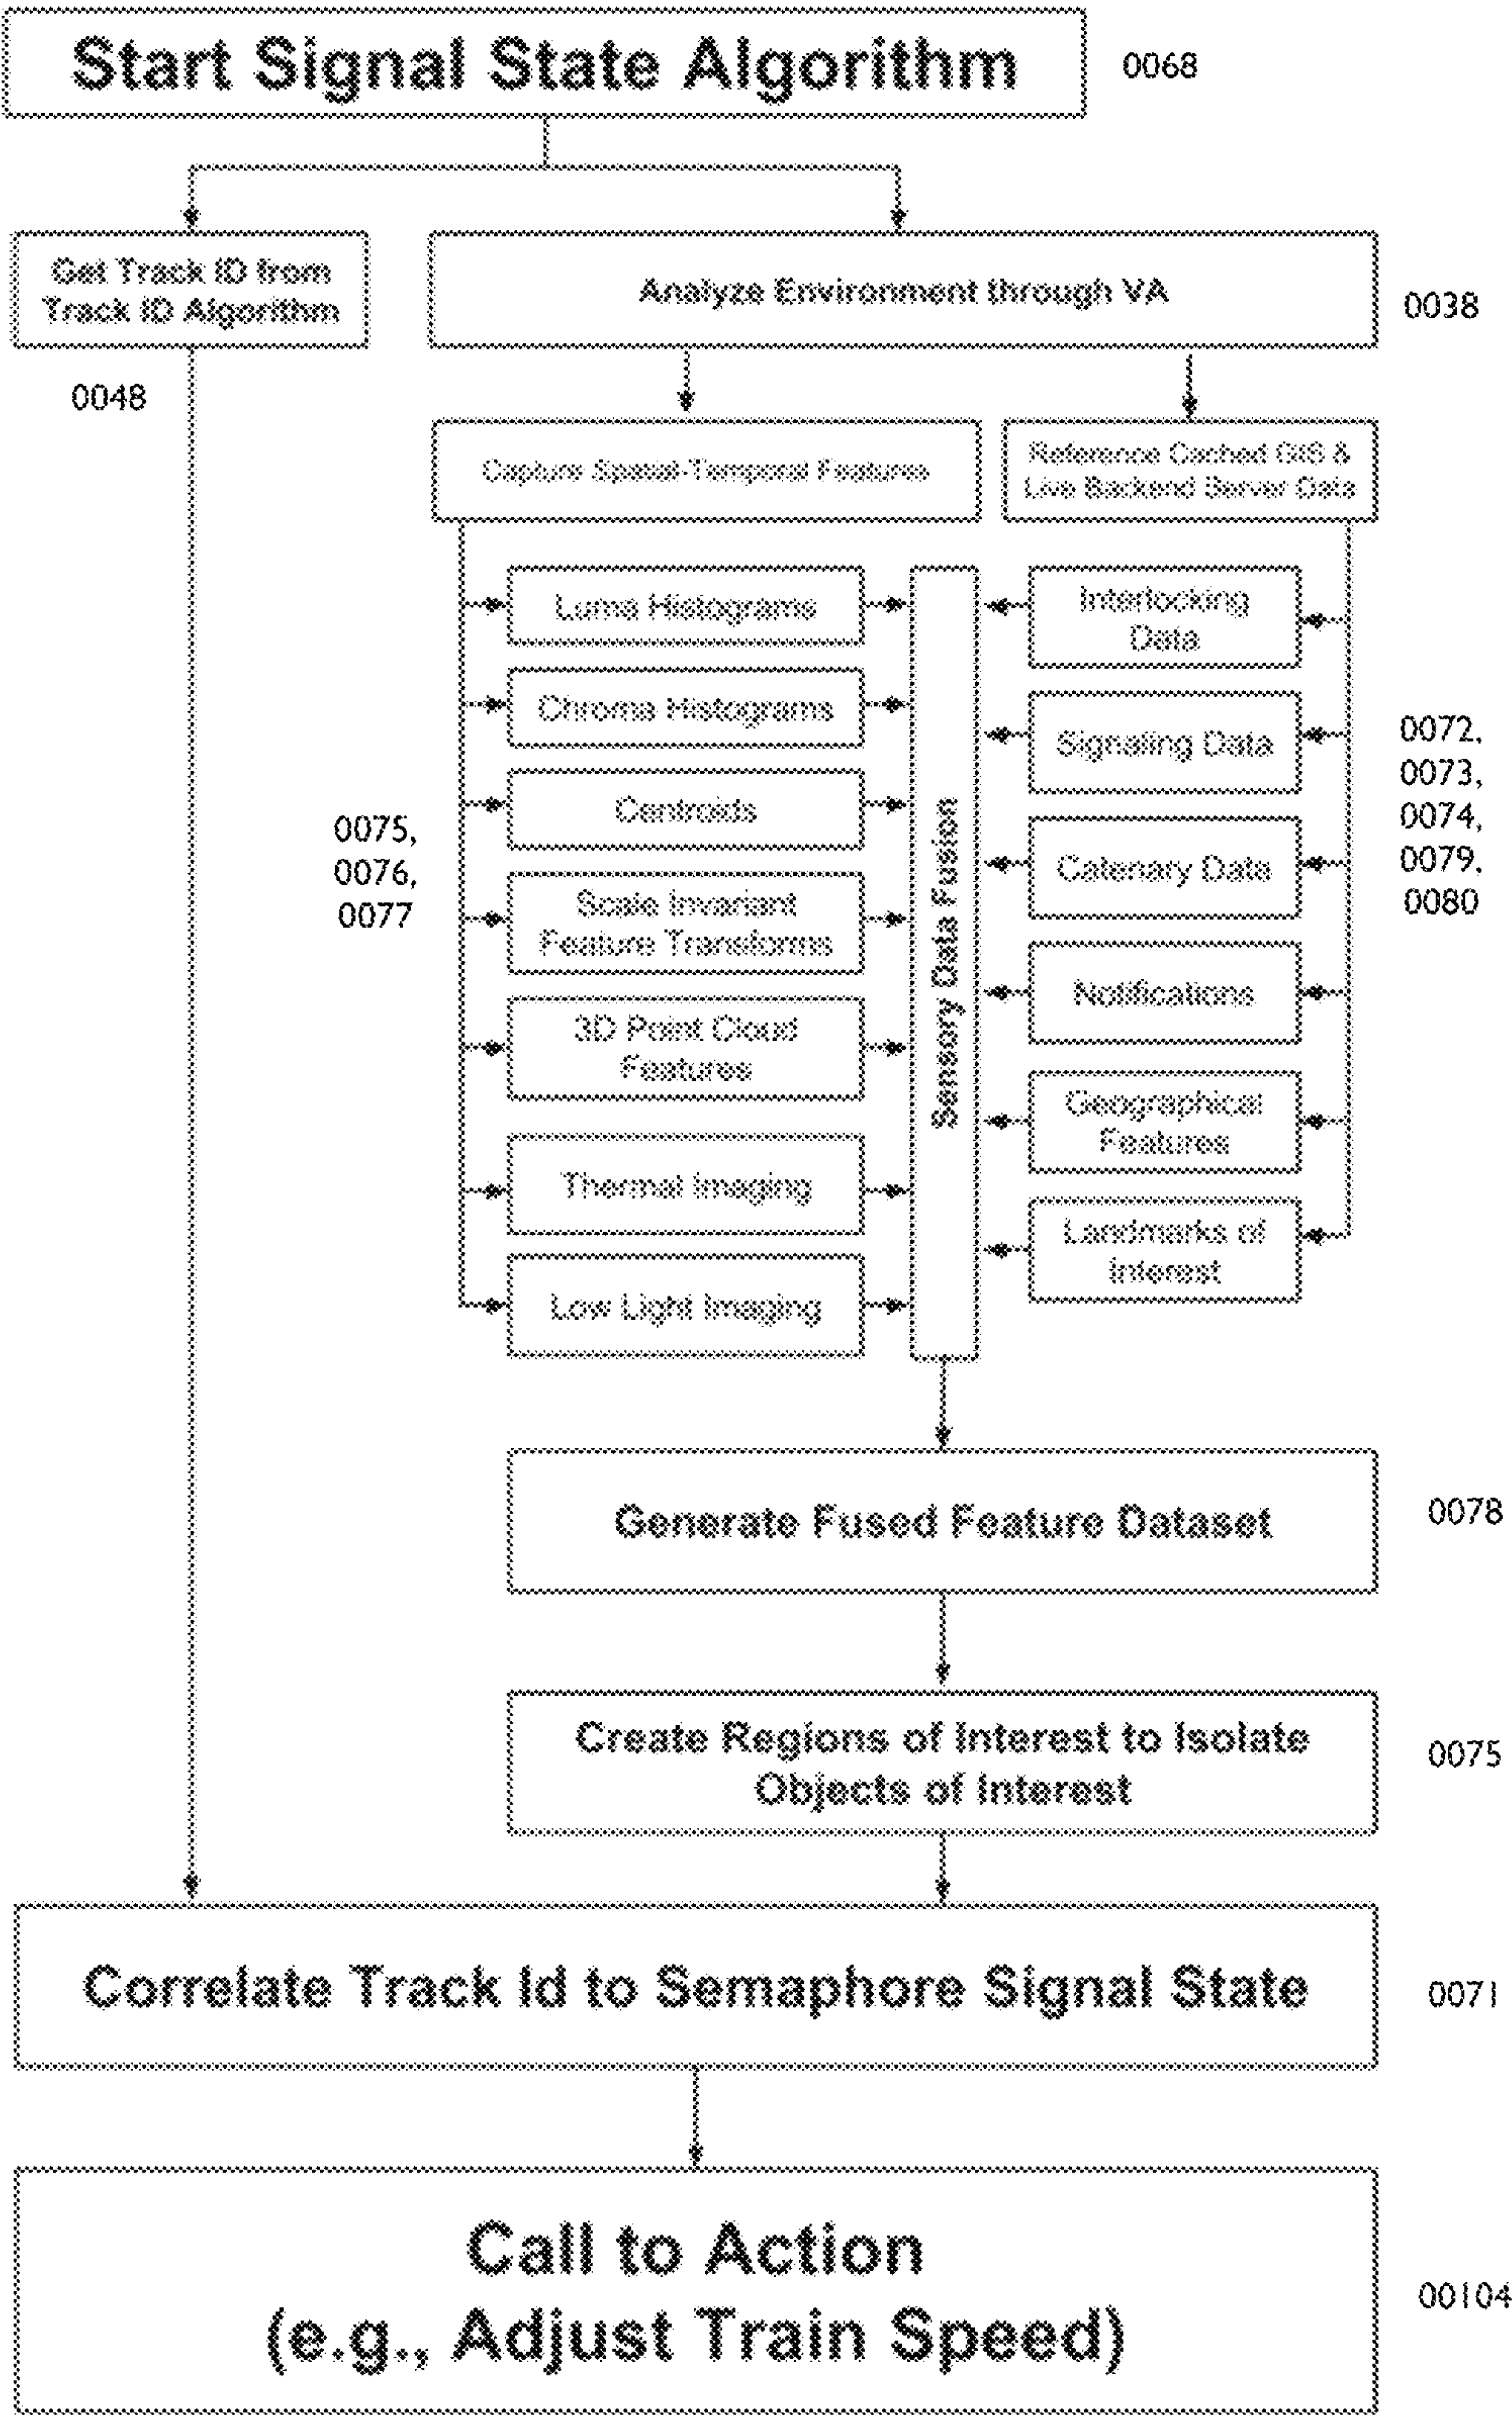 Start Signal State Algorithm
0068
Get Track ID from
Track ID Algorithm
0048
Analyze Environment through VA
0038
Capture Spatial-Temporal Features
Reference Cached GIS &
Live Backend Server Data
0075,
0076,
0077
Luma Histograms
Chroma Histograms
Centroids
Scale Invariant
Feature Transforms
3D Point Cloud
Features
Thermal Imaging
Low Light Imaging
Sensory Data Fusion
Interlocking
Data
Signaling Data
Catenary Data
Notifications
Geographical
Features
Landmarks of
Interest
0072,
0073,
0074,
0079,
0080
Generate Fused Feature Dataset
0078
Create Regions of Interest to Isolate
Objects of Interest
0075
Correlate Track Id to Semaphore Signal State
0071
Call to Action
(e.g., Adjust Train Speed)
00104